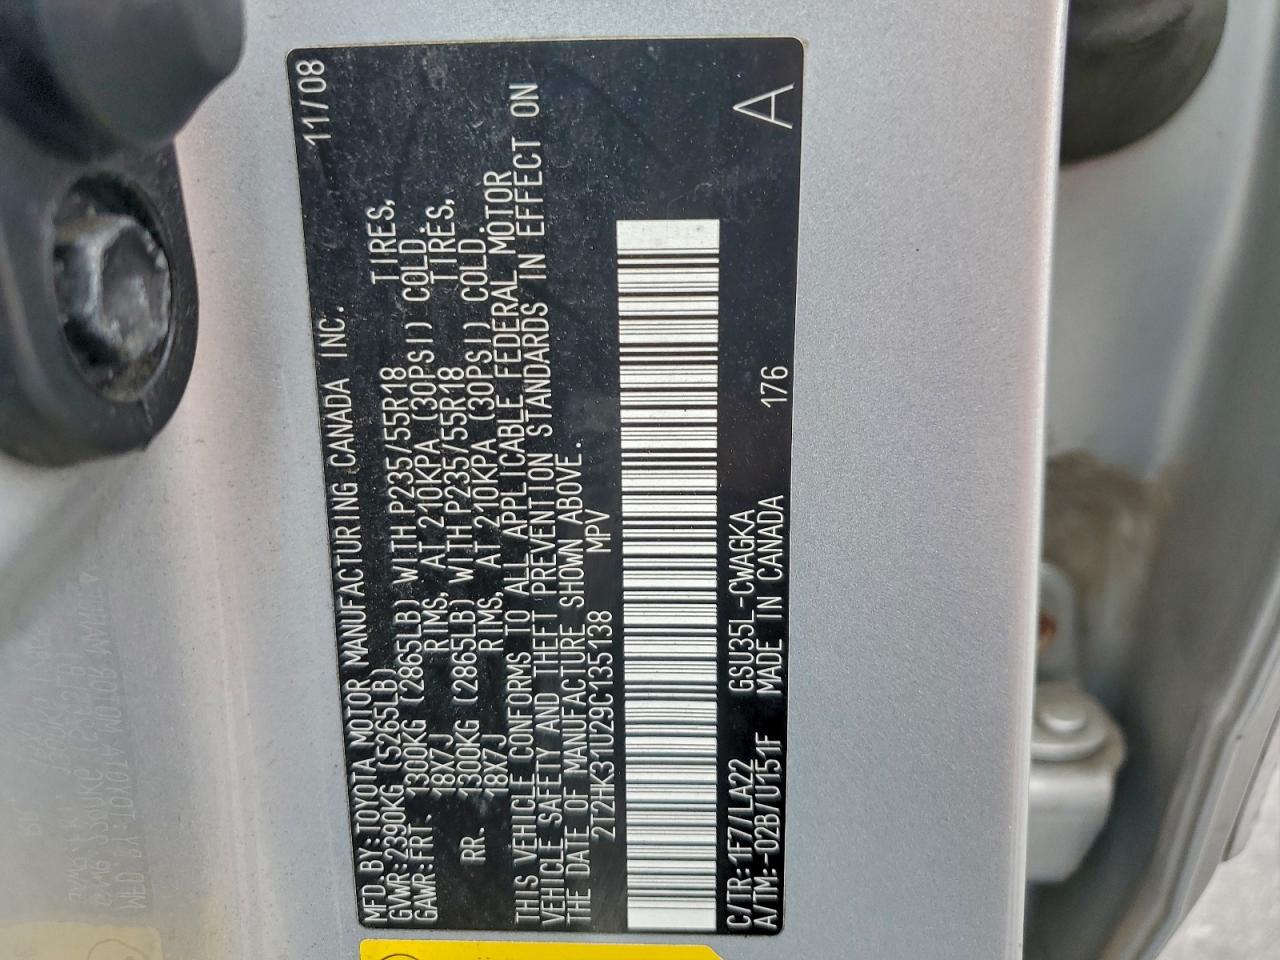 MFD. BY: TOYOTA MOTOR MANUFACTURING CANADA INC. 11/08
GVWR: 2390KG (5265LB)
GAWR: FRT. 1300KG (2865LB) WITH P235/55R18 TIRES,
18X7J RIMS, AT 210KPA (30PSI) COLD.
RR. 1300KG (2865LB) WITH P235/55R18 TIRES,
18X7J RIMS, AT 210KPA (30PSI) COLD.
THIS VEHICLE CONFORMS TO ALL APPLICABLE FEDERAL MOTOR
VEHICLE SAFETY AND THEFT PREVENTION STANDARDS IN EFFECT ON
THE DATE OF MANUFACTURE SHOWN ABOVE.
2T2HK31U29C135138 MPV
C/TR: 1F7/LA22 GSU35L-CWAGKA
A/TM: -02B/U151F MADE IN CANADA 176 A